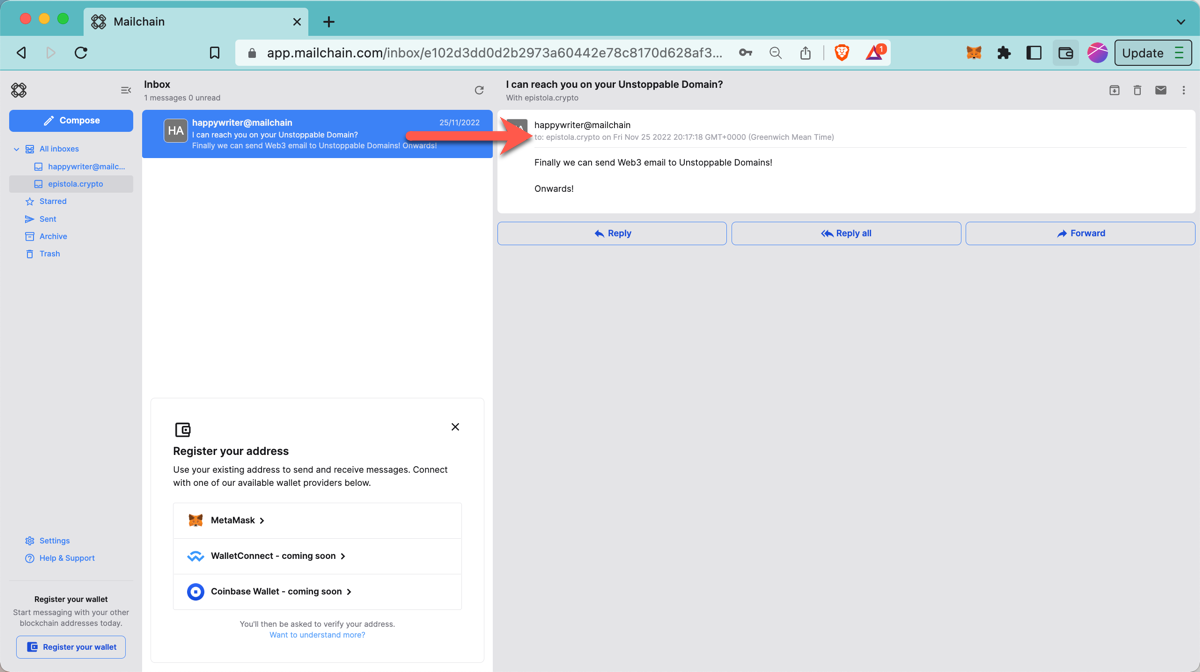 Mailchain
app.mailchain.com/inbox/e102d3dd0d2b2973a60442e78c8170d628af3...
1
Update
Compose
All inboxes
happywriter@mailc...
epistola.crypto
Starred
Sent
Archive
Trash
Settings
Help & Support
Register your wallet
Start messaging with your other
blockchain addresses today.
Register your wallet
Inbox
1 messages 0 unread
HA
happywriter@mailchain
25/11/2022
I can reach you on your Unstoppable Domain?
Finally we can send Web3 email to Unstoppable Domains! Onwards!
Register your address
Use your existing address to send and receive messages. Connect
with one of our available wallet providers below.
MetaMask
WalletConnect - coming soon
Coinbase Wallet - coming soon
You'll then be asked to verify your address.
Want to understand more?
I can reach you on your Unstoppable Domain?
With epistola.crypto
happywriter@mailchain
to: epistola.crypto on Fri Nov 25 2022 20:17:18 GMT+0000 (Greenwich Mean Time)
Finally we can send Web3 email to Unstoppable Domains!
Onwards!
Reply
Reply all
Forward